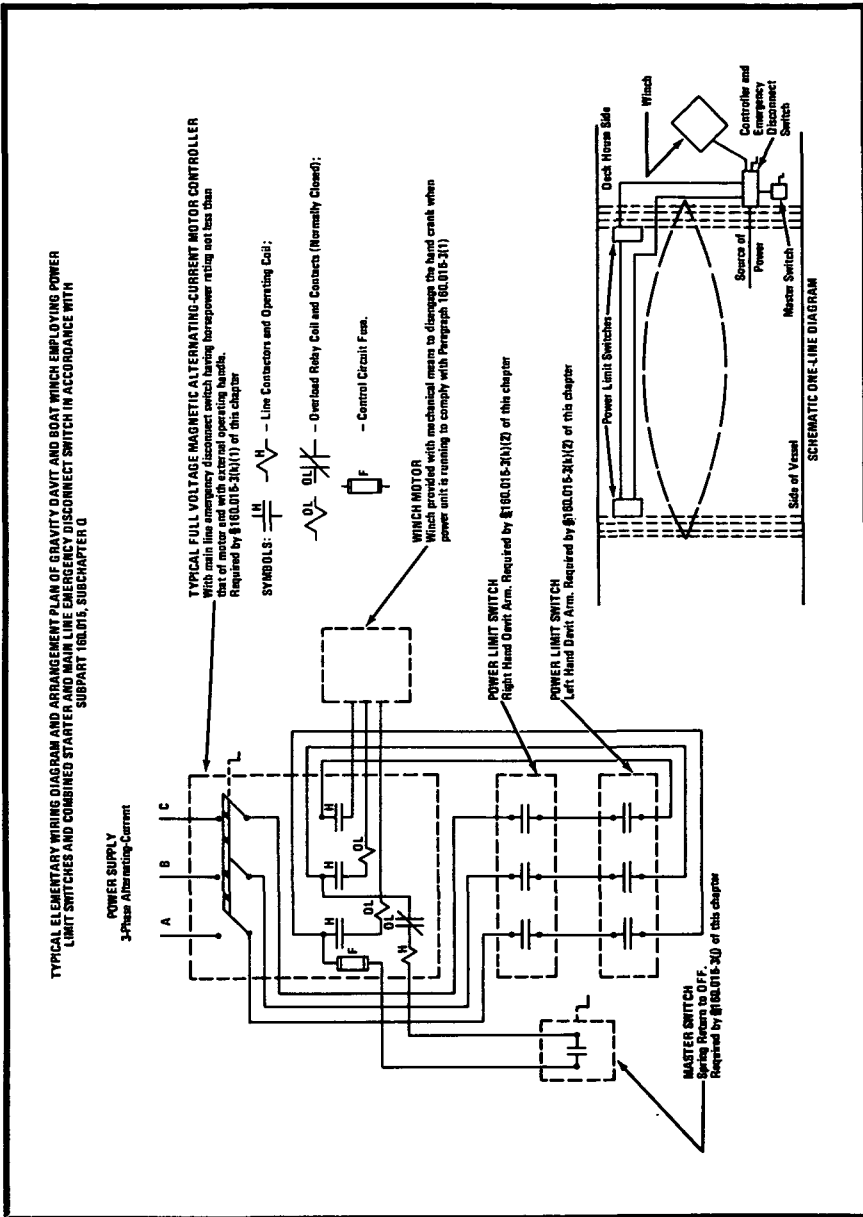 TYPICAL ELEMENTARY WIRING DIAGRAM AND ARRANGEMENT PLAN OF GRAVITY DAVIT AND BOAT WINCH EMPLOYING POWER
LIMIT SWITCHES AND COMBINED STARTER AND MAIN LINE EMERGENCY DISCONNECT SWITCH IN ACCORDANCE WITH
SUBPART 160.015, SUBCHAPTER Q
POWER SUPPLY
3-Phase Alternating-Current
A
B
C
TYPICAL FULL VOLTAGE MAGNETIC ALTERNATING-CURRENT MOTOR CONTROLLER
With main line emergency disconnect switch having horsepower rating not less than
that of motor and with external operating handle.
Required by §160.015-3(k)(1) of this chapter
SYMBOLS:
H
H
– Line Contactors and Operating Coil;
OL
OL
– Overload Relay Coil and Contacts (Normally Closed);
F
– Control Circuit Fuse.
H
H
H
OL
OL
OL
F
H
WINCH MOTOR
Winch provided with mechanical means to disengage the hand crank when
power unit is running to comply with Paragraph 160.015-3(1)
POWER LIMIT SWITCH
Right Hand Davit Arm. Required by §160.015-3(k)(2) of this chapter
POWER LIMIT SWITCH
Left Hand Davit Arm. Required by §160.015-3(k)(2) of this chapter
MASTER SWITCH
Spring Return to OFF.
Required by §160.015-3(j) of this chapter
Deck House Side
Winch
Power Limit Switches
Controller and
Emergency
Disconnect
Switch
Source of
Power
Master Switch
Side of Vessel
SCHEMATIC ONE-LINE DIAGRAM